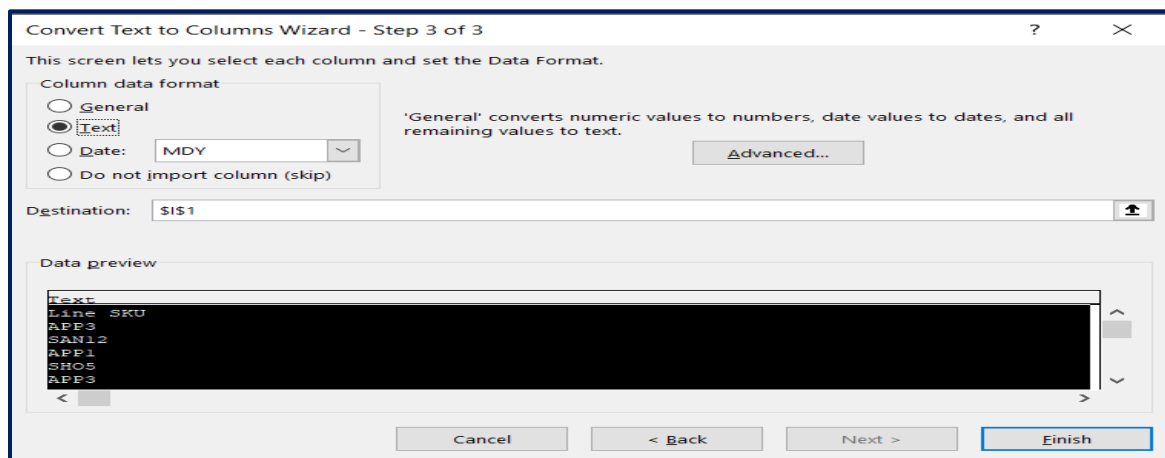 Convert Text to Columns Wizard - Step 3 of 3
? ×
This screen lets you select each column and set the Data Format.
Column data format
General
Text
Date: MDY
Do not import column (skip)
'General' converts numeric values to numbers, date values to dates, and all
remaining values to text.
Advanced...
Destination: $I$1
Data preview
Text
Line SKU
APP3
SAN12
APP1
SHO5
APP3
Cancel < Back Next > Finish